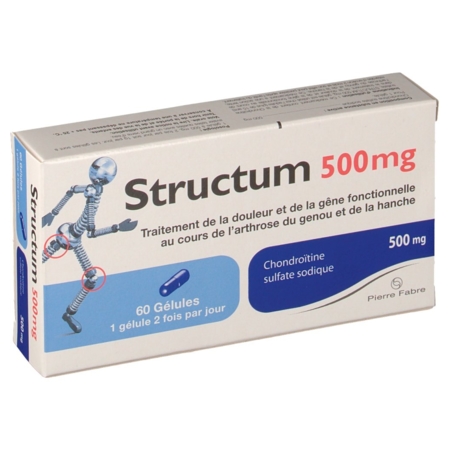 Structum 500mg
Traitement de la douleur et de la gêne fonctionnelle
au cours de l'arthrose du genou et de la hanche
500 mg
Chondroïtine
sulfate sodique
60 Gélules
1 gélule 2 fois par jour
Pierre Fabre
Structum 500mg
500 mg